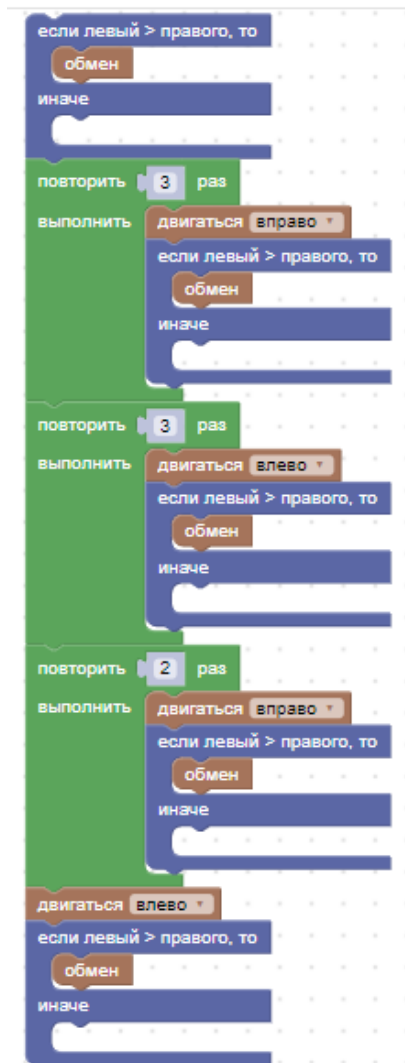 если левый > правого, то
обмен
иначе
повторить 3 раз
выполнить двигаться вправо
если левый > правого, то
обмен
иначе
повторить 3 раз
выполнить двигаться влево
если левый > правого, то
обмен
иначе
повторить 2 раз
выполнить двигаться вправо
если левый > правого, то
обмен
иначе
двигаться влево
если левый > правого, то
обмен
иначе